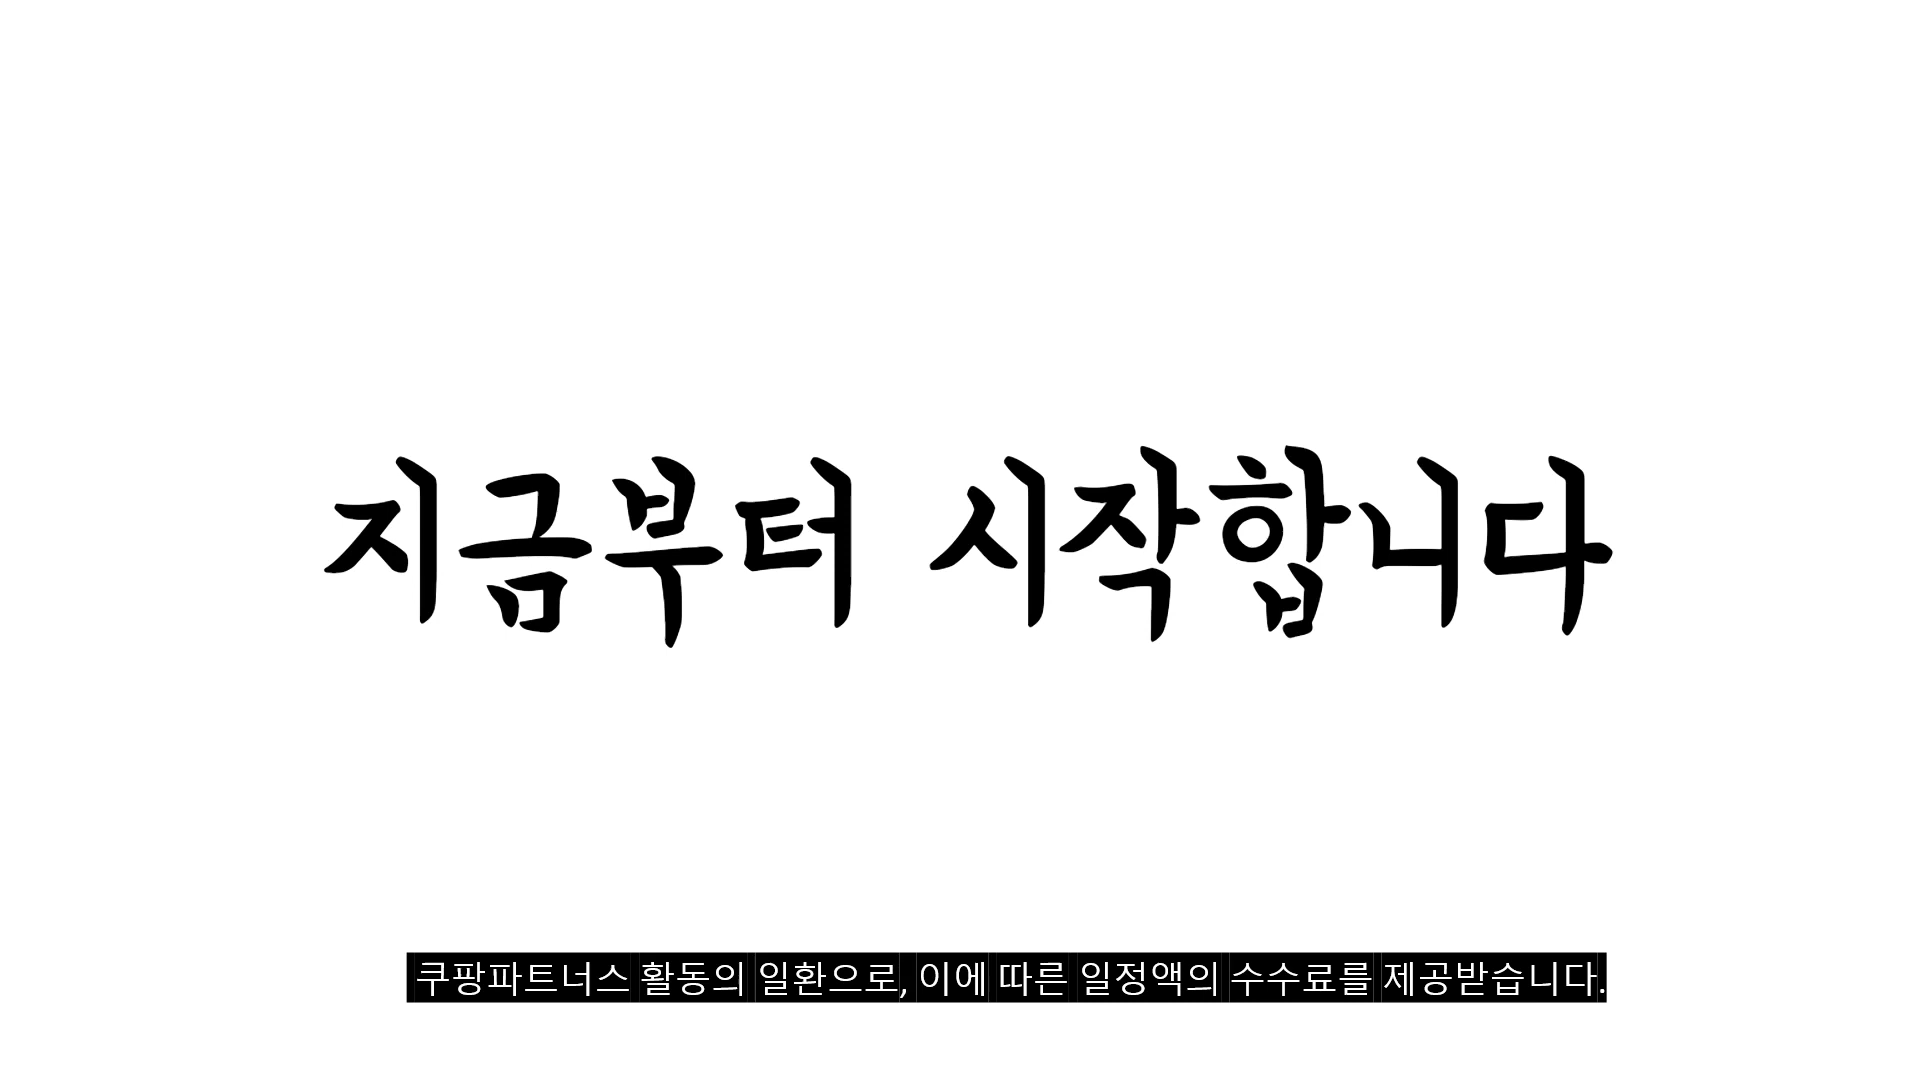 지금부터 시작합니다
쿠팡파트너스 활동의 일환으로, 이에 따른 일정액의 수수료를 제공받습니다.